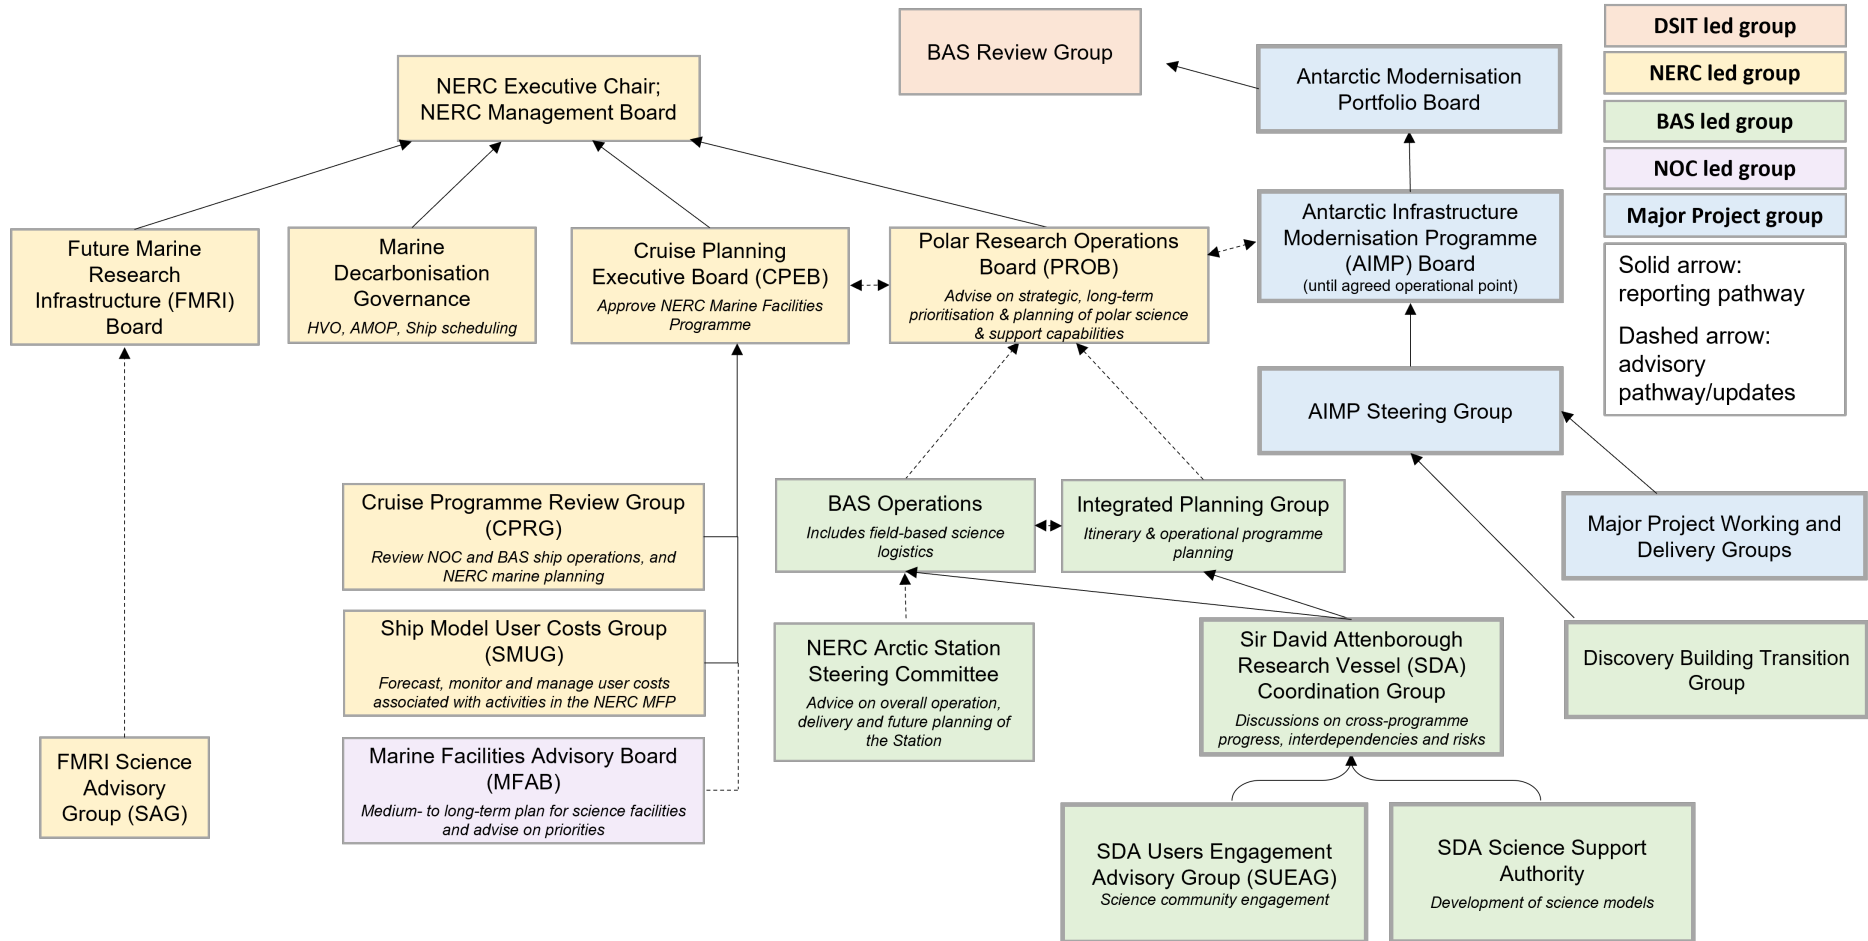 BAS Review Group
NERC Executive Chair;
NERC Management Board
Antarctic Modernisation
Portfolio Board
DSIT led group
NERC led group
BAS led group
NOC led group
Major Project group
Solid arrow:
reporting pathway
Dashed arrow:
advisory
pathway/updates
Future Marine
Research
Infrastructure (FMRI)
Board
Marine
Decarbonisation
Governance
HVO, AMOP, Ship scheduling
Cruise Planning
Executive Board (CPEB)
Approve NERC Marine Facilities
Programme
Polar Research Operations
Board (PROB)
Advise on strategic, long-term
prioritisation & planning of polar science
& support capabilities
Antarctic Infrastructure
Modernisation Programme
(AIMP) Board
(until agreed operational point)
AIMP Steering Group
Cruise Programme Review Group
(CPRG)
Review NOC and BAS ship operations, and
NERC marine planning
BAS Operations
Includes field-based science
logistics
Integrated Planning Group
Itinerary & operational programme
planning
Major Project Working and
Delivery Groups
Ship Model User Costs Group
(SMUG)
Forecast, monitor and manage user costs
associated with activities in the NERC MFP
NERC Arctic Station
Steering Committee
Advice on overall operation,
delivery and future planning of
the Station
Sir David Attenborough
Research Vessel (SDA)
Coordination Group
Discussions on cross-programme
progress, interdependencies and risks
Discovery Building Transition
Group
FMRI Science
Advisory
Group (SAG)
Marine Facilities Advisory Board
(MFAB)
Medium- to long-term plan for science facilities
and advise on priorities
SDA Users Engagement
Advisory Group (SUEAG)
Science community engagement
SDA Science Support
Authority
Development of science models